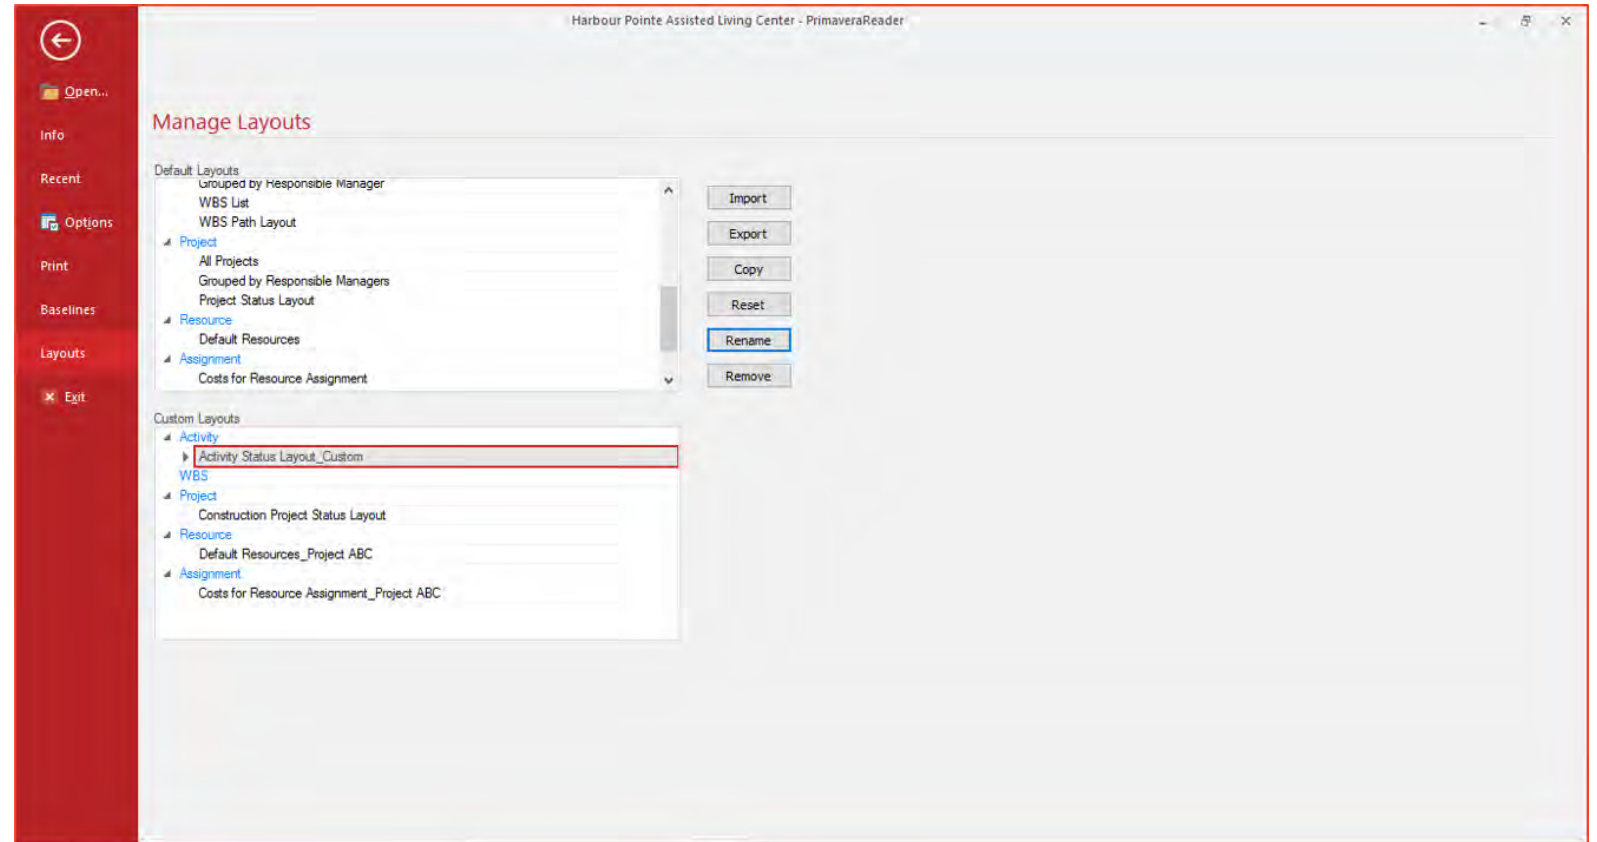 Harbour Pointe Assisted Living Center - PrimaveraReader
Open...
Info
Recent
Options
Print
Baselines
Layouts
Exit
Manage Layouts
Default Layouts
Grouped by Responsible Manager
WBS List
WBS Path Layout
Project
All Projects
Grouped by Responsible Managers
Project Status Layout
Resource
Default Resources
Assignment
Costs for Resource Assignment
Import
Export
Copy
Reset
Rename
Remove
Custom Layouts
Activity
Activity Status Layout_Custom
WBS
Project
Construction Project Status Layout
Resource
Default Resources_Project ABC
Assignment
Costs for Resource Assignment_Project ABC